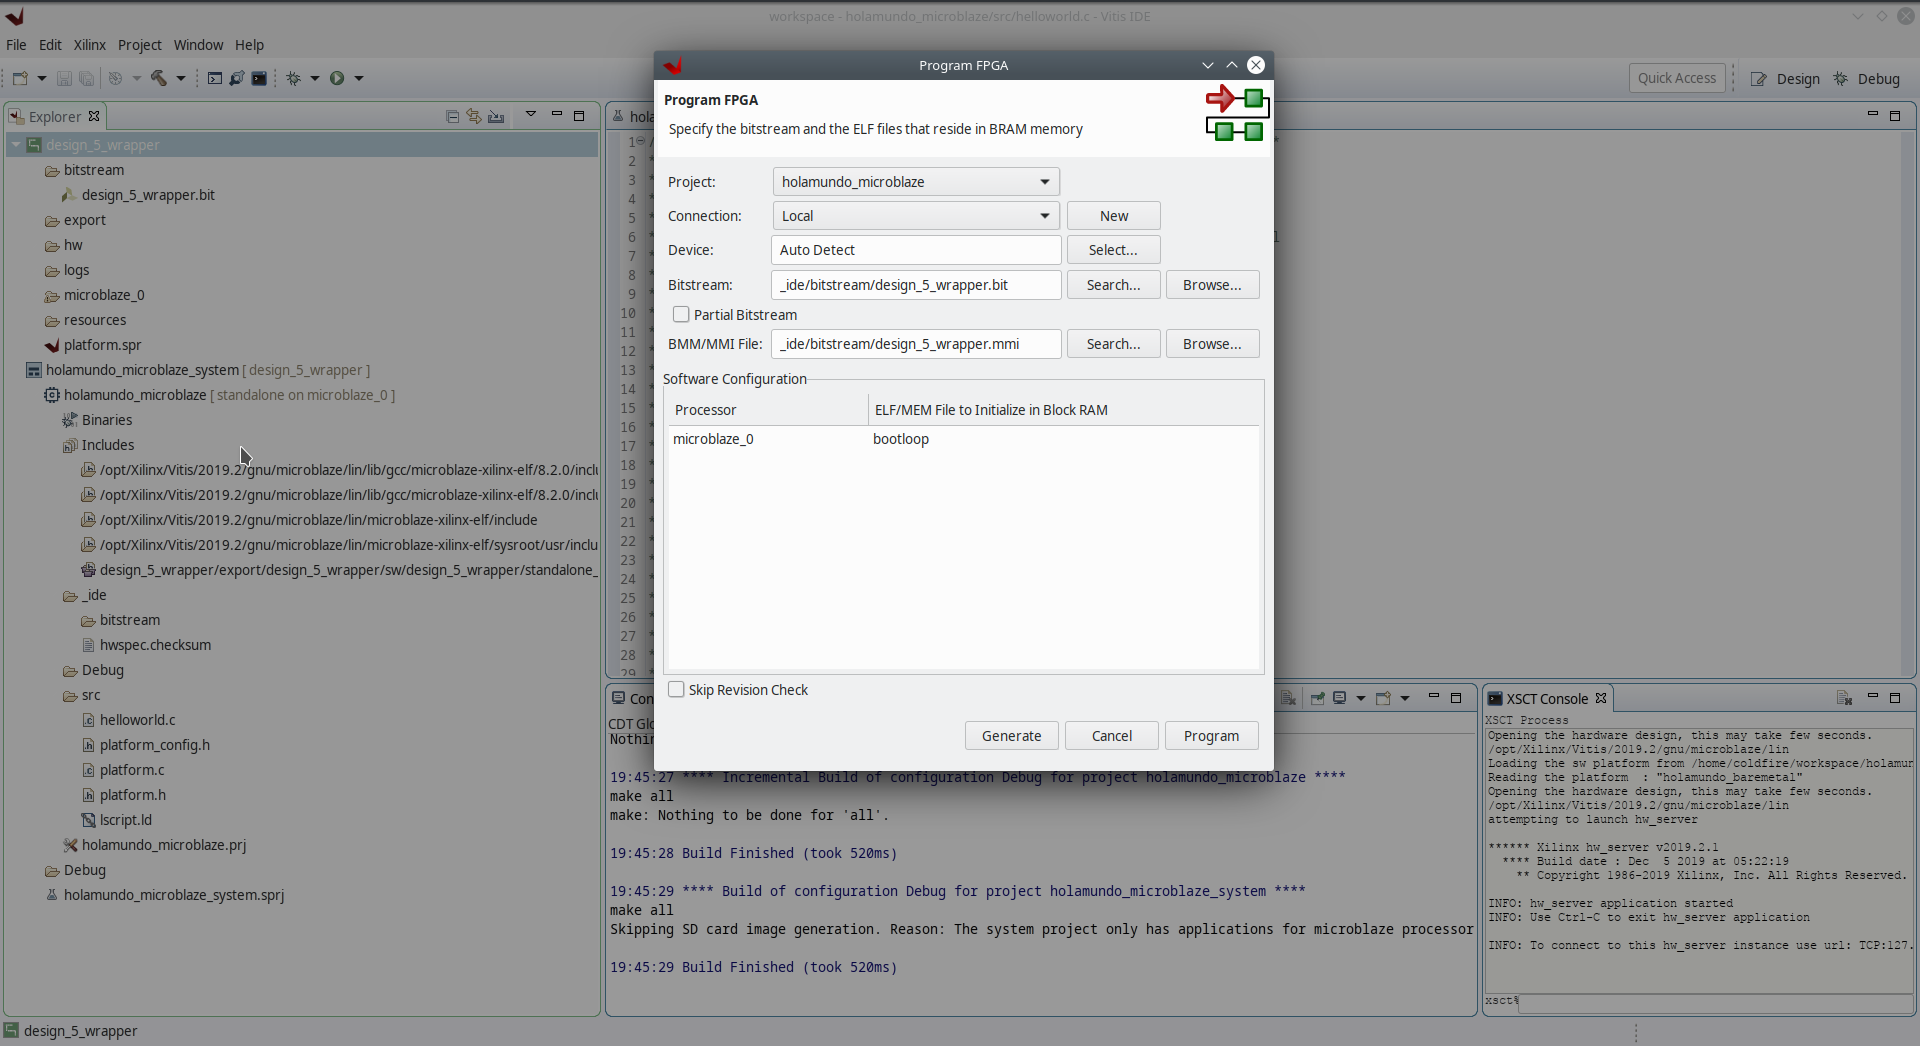 workspace - holamundo_microblaze/src/helloworld.c - Vitis IDE
File Edit Xilinx Project Window Help
Quick Access
Design
Debug
Explorer
design_5_wrapper
bitstream
design_5_wrapper.bit
export
hw
logs
microblaze_0
resources
platform.spr
holamundo_microblaze_system [ design_5_wrapper ]
holamundo_microblaze [ standalone on microblaze_0 ]
Binaries
Includes
/opt/Xilinx/Vitis/2019.2/gnu/microblaze/lin/lib/gcc/microblaze-xilinx-elf/8.2.0/inclu
/opt/Xilinx/Vitis/2019.2/gnu/microblaze/lin/lib/gcc/microblaze-xilinx-elf/8.2.0/inclu
/opt/Xilinx/Vitis/2019.2/gnu/microblaze/lin/microblaze-xilinx-elf/include
/opt/Xilinx/Vitis/2019.2/gnu/microblaze/lin/microblaze-xilinx-elf/sysroot/usr/inclu
design_5_wrapper/export/design_5_wrapper/sw/design_5_wrapper/standalone_
_ide
bitstream
hwspec.checksum
Debug
src
helloworld.c
platform_config.h
platform.c
platform.h
lscript.ld
holamundo_microblaze.prj
Debug
holamundo_microblaze_system.sprj
design_5_wrapper
hola
1
2
3
4
5
6
7
8
9
10
11
12
13
14
15
16
17
18
19
20
21
22
23
24
25
26
27
28
29
Program FPGA
Program FPGA
Specify the bitstream and the ELF files that reside in BRAM memory
Project: holamundo_microblaze
Connection: Local New
Device: Auto Detect Select...
Bitstream: _ide/bitstream/design_5_wrapper.bit Search... Browse...
Partial Bitstream
BMM/MMI File: _ide/bitstream/design_5_wrapper.mmi Search... Browse...
Software Configuration
Processor ELF/MEM File to Initialize in Block RAM
microblaze_0 bootloop
Skip Revision Check
Generate Cancel Program
Con
CDT Glo
Nothin
19:45:27 **** Incremental Build of configuration Debug for project holamundo_microblaze ****
make all
make: Nothing to be done for 'all'.
19:45:28 Build Finished (took 520ms)
19:45:29 **** Build of configuration Debug for project holamundo_microblaze_system ****
make all
Skipping SD card image generation. Reason: The system project only has applications for microblaze processor
19:45:29 Build Finished (took 520ms)
XSCT Console
XSCT Process
Opening the hardware design, this may take few seconds.
/opt/Xilinx/Vitis/2019.2/gnu/microblaze/lin
Loading the sw platform from /home/coldfire/workspace/holamun
Reading the platform : "holamundo_baremetal"
Opening the hardware design, this may take few seconds.
/opt/Xilinx/Vitis/2019.2/gnu/microblaze/lin
attempting to launch hw_server
****** Xilinx hw_server v2019.2.1
**** Build date : Dec 5 2019 at 05:22:19
** Copyright 1986-2019 Xilinx, Inc. All Rights Reserved.
INFO: hw_server application started
INFO: Use Ctrl-C to exit hw_server application
INFO: To connect to this hw_server instance use url: TCP:127.
xsct%